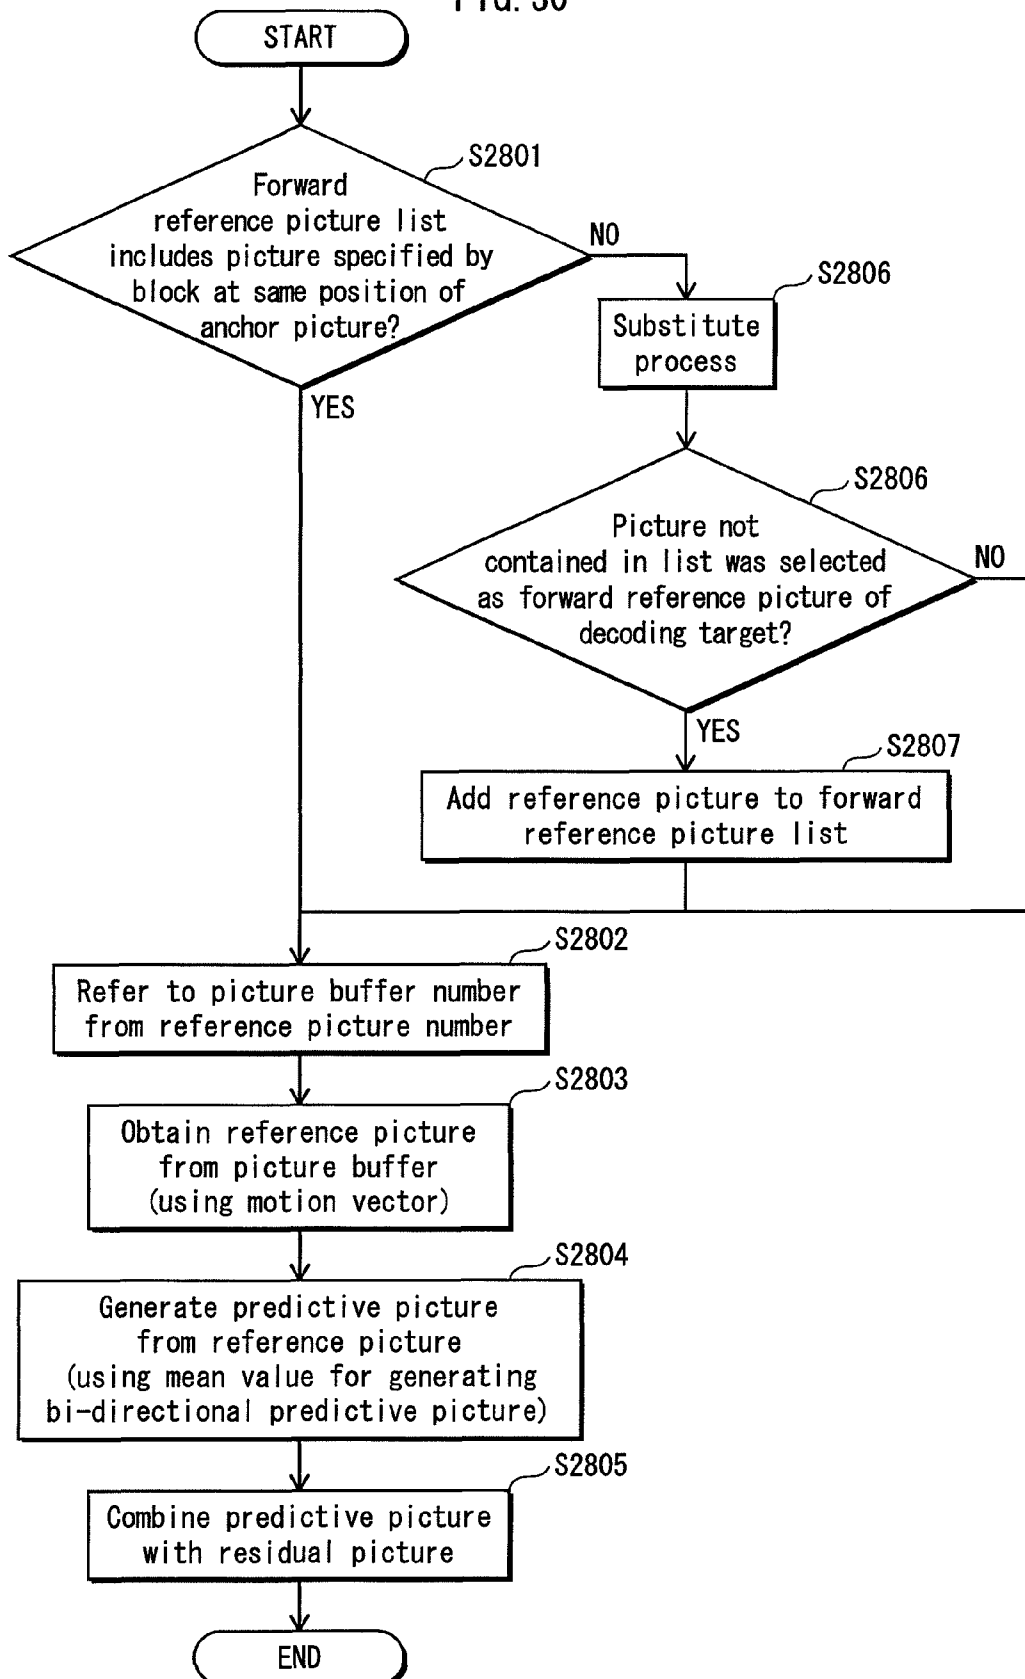 FIG. 30
START
S2801
Forward
reference picture list
includes picture specified by
block at same position of
anchor picture?
NO
YES
S2806
Substitute
process
S2806
Picture not
contained in list was selected
as forward reference picture of
decoding target?
NO
YES
S2807
Add reference picture to forward
reference picture list
S2802
Refer to picture buffer number
from reference picture number
S2803
Obtain reference picture
from picture buffer
(using motion vector)
S2804
Generate predictive picture
from reference picture
(using mean value for generating
bi-directional predictive picture)
S2805
Combine predictive picture
with residual picture
END